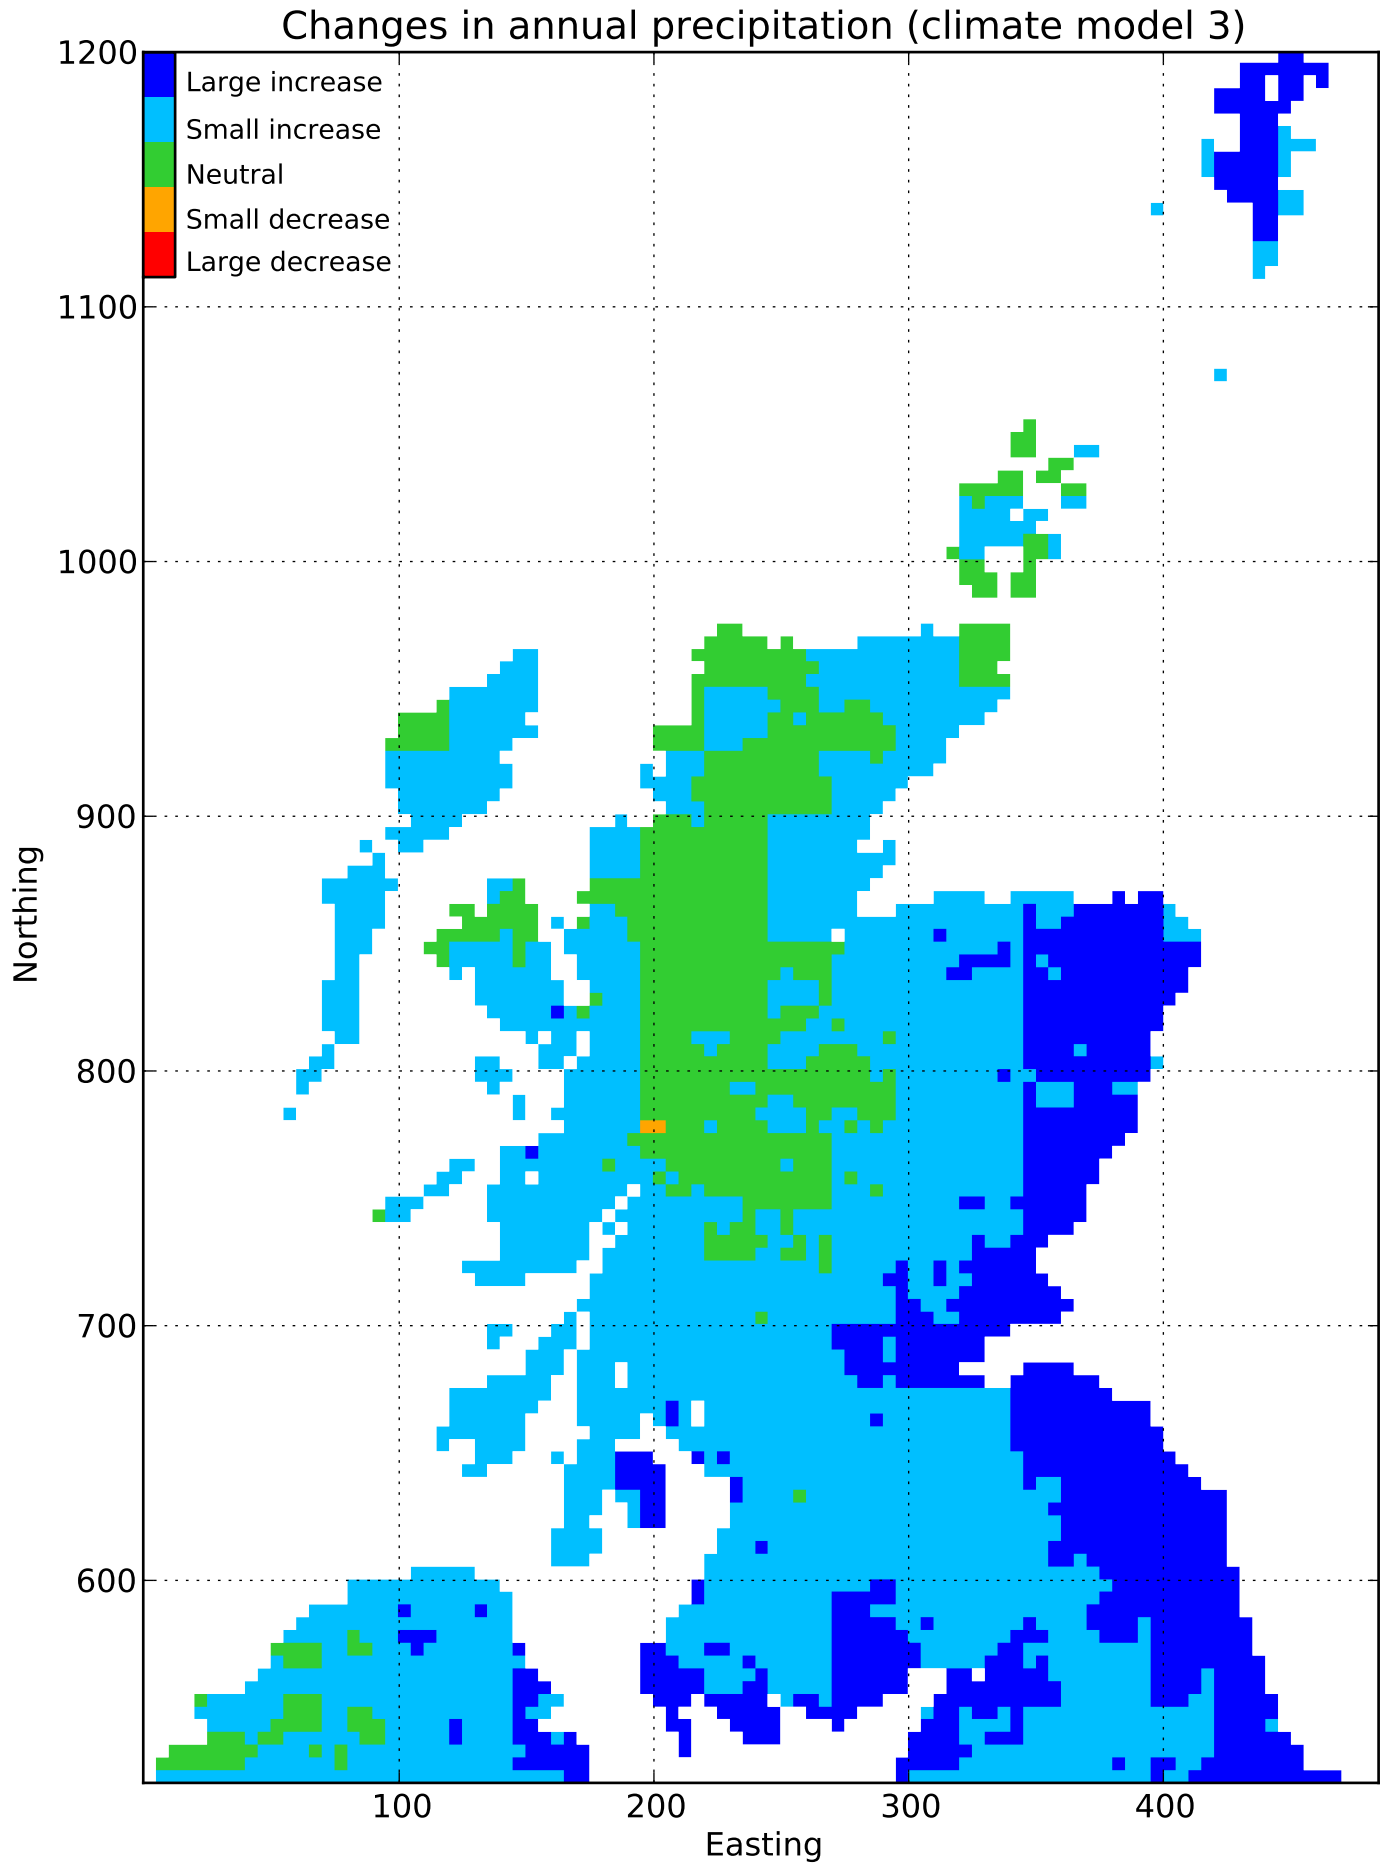 Changes in annual precipitation (climate model 3)
Large increase
Small increase
Neutral
Small decrease
Large decrease
1200
1100
1000
900
800
700
600
Northing
100
200
300
400
Easting